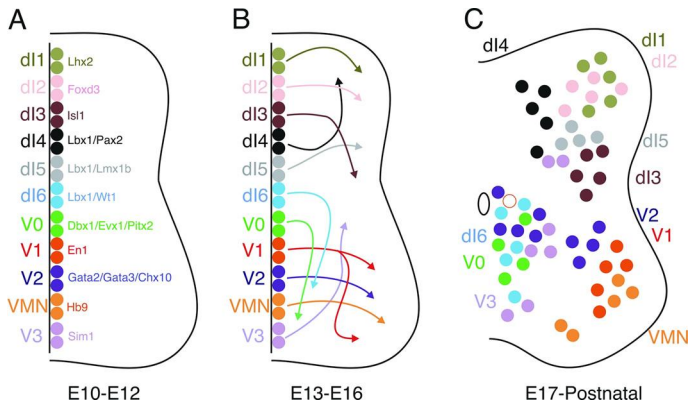 A
dI1 Lhx2
dI2 Foxd3
dI3 Isl1
dI4 Lbx1/Pax2
dI5 Lbx1/Lmx1b
dI6 Lbx1/Wt1
V0 Dbx1/Evx1/Pitx2
V1 En1
V2 Gata2/Gata3/Chx10
VMN Hb9
V3 Sim1
E10-E12
B
dI1
dI2
dI3
dI4
dI5
dI6
V0
V1
V2
VMN
V3
E13-E16
C
dI4
dI1
dI2
dI5
dI3
V2
V1
dI6
V0
V3
VMN
E17-Postnatal